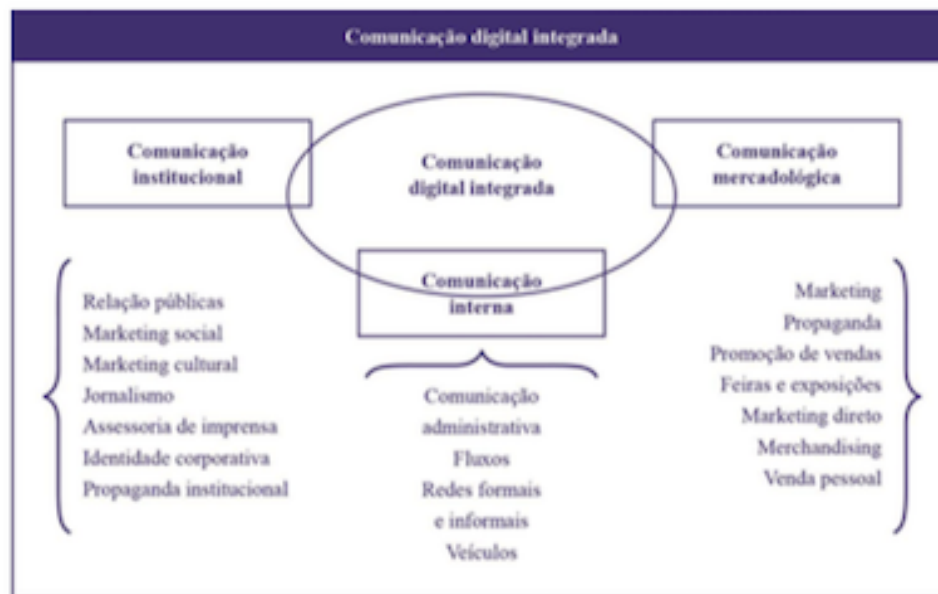 Comunicação digital integrada
Comunicação
institucional
Comunicação
digital integrada
Comunicação
mercadológica
Comunicação
interna
Relação públicas
Marketing social
Marketing cultural
Jornalismo
Assessoria de imprensa
Identidade corporativa
Propaganda institucional
Comunicação
administrativa
Fluxos
Redes formais
e informais
Veículos
Marketing
Propaganda
Promoção de vendas
Feiras e exposições
Marketing direto
Merchandising
Venda pessoal